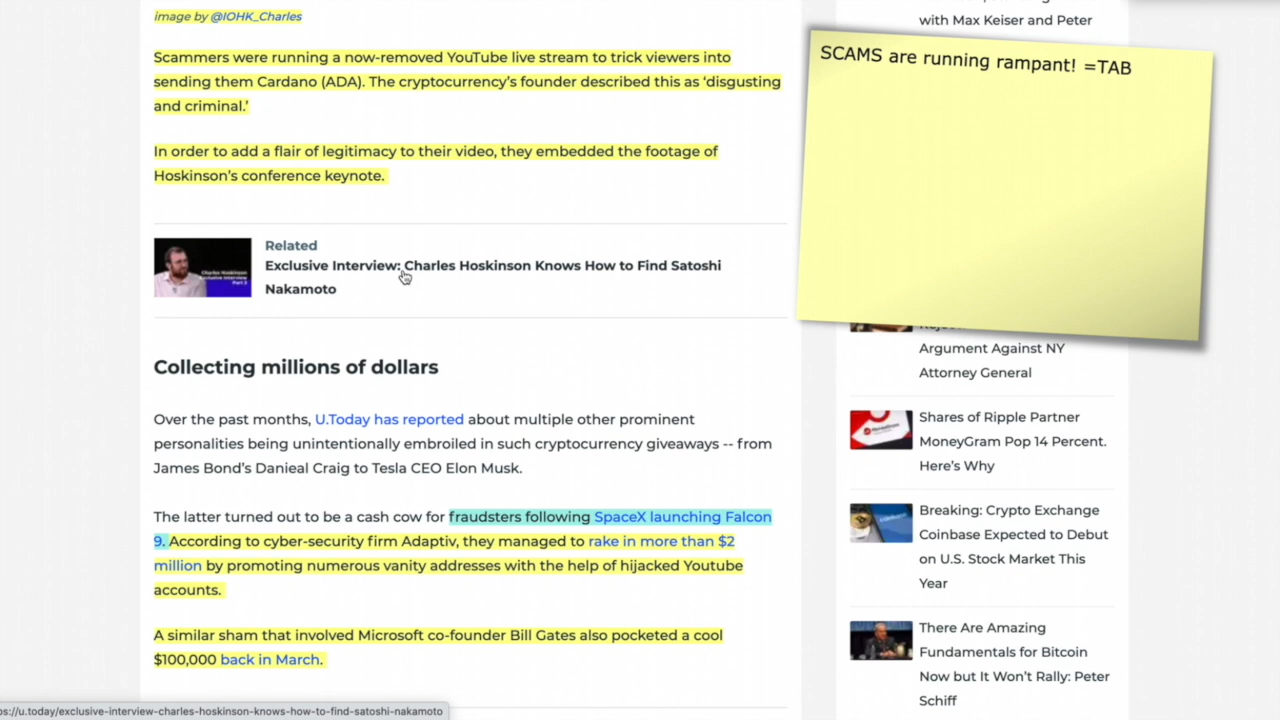 image by @IOHK_Charles
Scammers were running a now-removed YouTube live stream to trick viewers into
sending them Cardano (ADA). The cryptocurrency's founder described this as 'disgusting
and criminal.'
In order to add a flair of legitimacy to their video, they embedded the footage of
Hoskinson's conference keynote.
Related
Exclusive Interview: Charles Hoskinson Knows How to Find Satoshi
Nakamoto
Collecting millions of dollars
Over the past months, U.Today has reported about multiple other prominent
personalities being unintentionally embroiled in such cryptocurrency giveaways -- from
James Bond's Danieal Craig to Tesla CEO Elon Musk.
The latter turned out to be a cash cow for fraudsters following SpaceX launching Falcon
9. According to cyber-security firm Adaptiv, they managed to rake in more than $2
million by promoting numerous vanity addresses with the help of hijacked Youtube
accounts.
A similar sham that involved Microsoft co-founder Bill Gates also pocketed a cool
$100,000 back in March.
with Max Keiser and Peter
SCAMS are running rampant! =TAB
Argument Against NY
Attorney General
Shares of Ripple Partner
MoneyGram Pop 14 Percent.
Here's Why
Breaking: Crypto Exchange
Coinbase Expected to Debut
on U.S. Stock Market This
Year
There Are Amazing
Fundamentals for Bitcoin
Now but It Won't Rally: Peter
Schiff
ps://u.today/exclusive-interview-charles-hoskinson-knows-how-to-find-satoshi-nakamoto